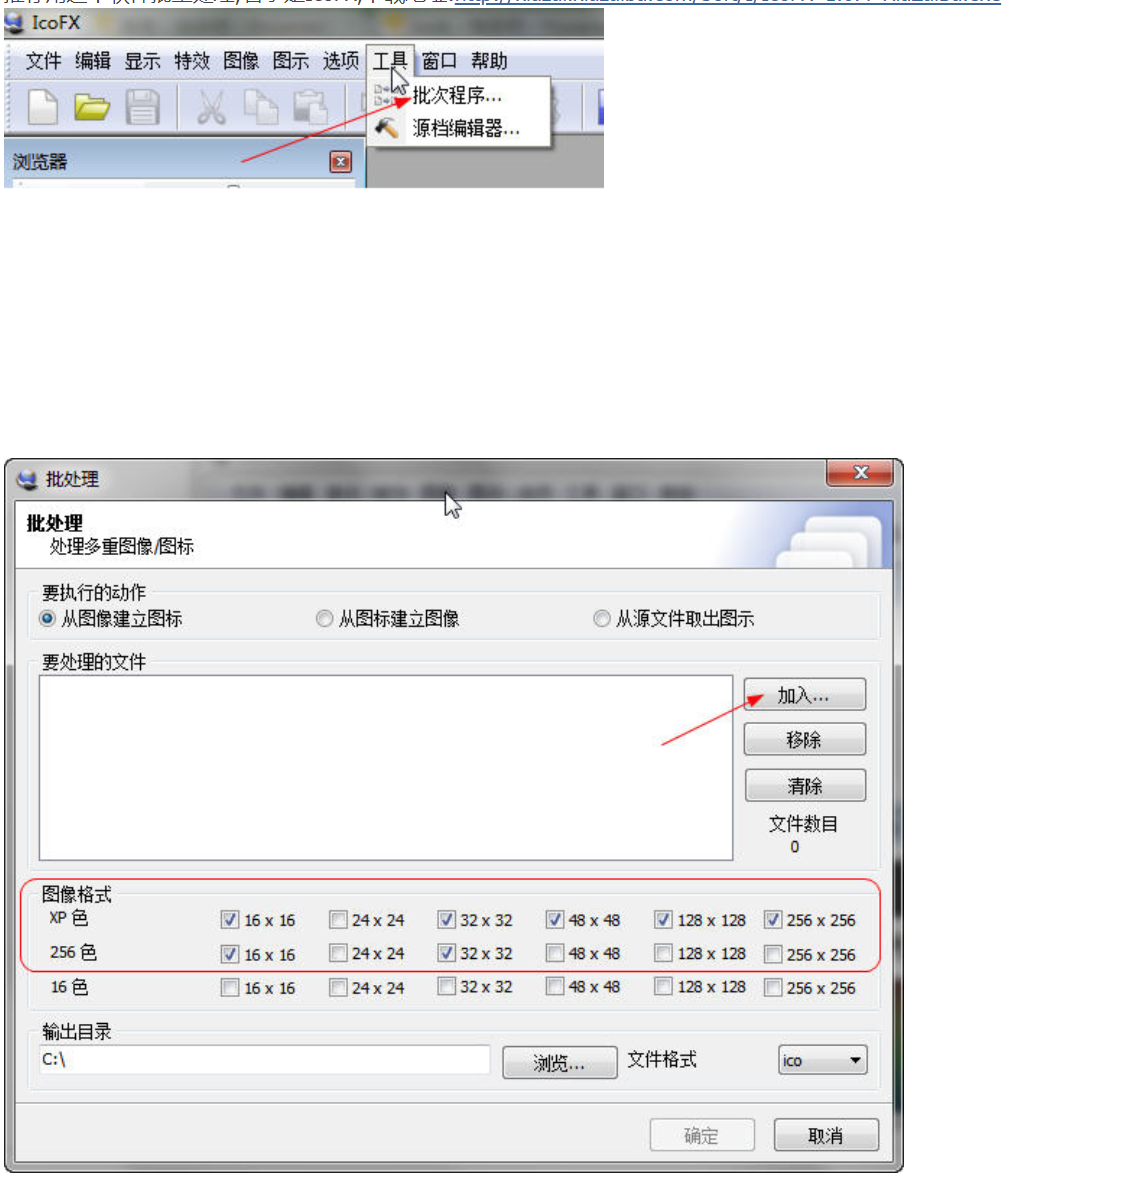 IcoFX
文件 编辑 显示 特效 图像 图示 选项 工具 窗口 帮助
批次程序...
源档编辑器...
浏览器
批处理
批处理
处理多重图像/图标
要执行的动作
从图像建立图标 从图标建立图像 从源文件取出图示
要处理的文件
加入...
移除
清除
文件数目
0
图像格式
XP 色 16 x 16 24 x 24 32 x 32 48 x 48 128 x 128 256 x 256
256 色 16 x 16 24 x 24 32 x 32 48 x 48 128 x 128 256 x 256
16 色 16 x 16 24 x 24 32 x 32 48 x 48 128 x 128 256 x 256
输出目录
C:\ 浏览... 文件格式 ico
确定 取消